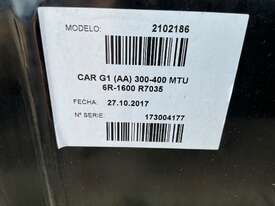 MODELO: 2102186
CAR G1 (AA) 300-400 MTU
6R-1600 R7035
FECHA: 27.10.2017
Nº SERIE: 173004177